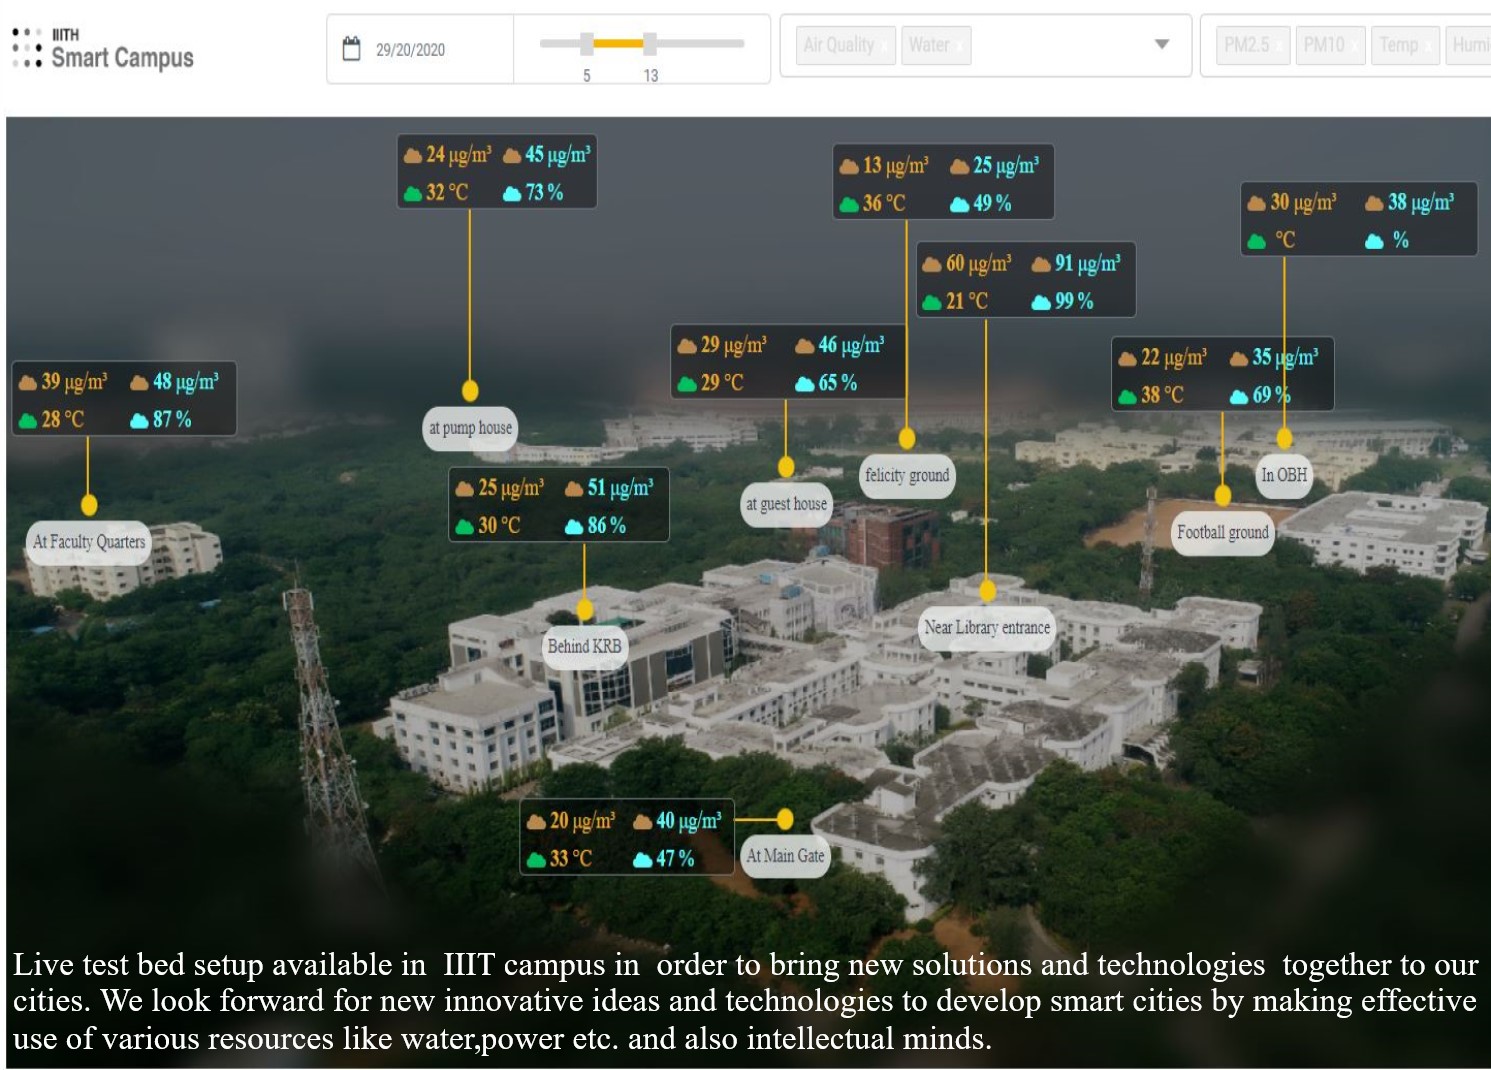 IIITH
Smart Campus
29/20/2020
5 13
Air Quality x Water x
PM2.5 x PM10 x Temp x Humi
24 µg/m³ 45 µg/m³
32 °C 73 %
at pump house
13 µg/m³ 25 µg/m³
36 °C 49 %
felicity ground
30 µg/m³ 38 µg/m³
°C %
In OBH
60 µg/m³ 91 µg/m³
21 °C 99 %
Near Library entrance
29 µg/m³ 46 µg/m³
29 °C 65 %
at guest house
22 µg/m³ 35 µg/m³
38 °C 69 %
Football ground
39 µg/m³ 48 µg/m³
28 °C 87 %
At Faculty Quarters
25 µg/m³ 51 µg/m³
30 °C 86 %
Behind KRB
20 µg/m³ 40 µg/m³
33 °C 47 %
At Main Gate
Live test bed setup available in IIIT campus in order to bring new solutions and technologies together to our
cities. We look forward for new innovative ideas and technologies to develop smart cities by making effective
use of various resources like water,power etc. and also intellectual minds.